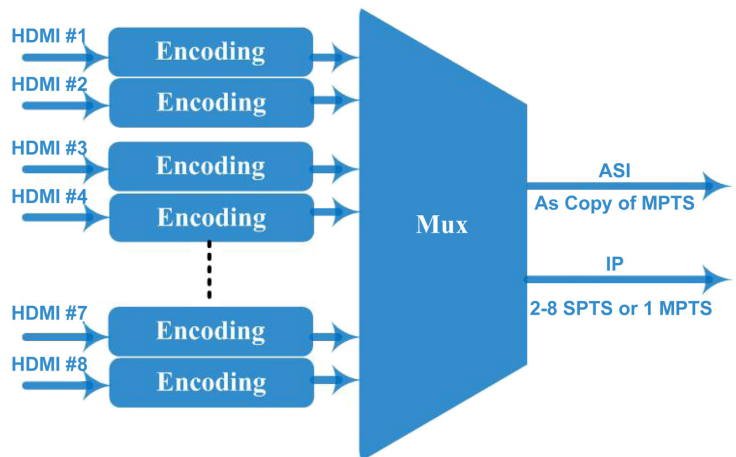 HDMI #1
Encoding
HDMI #2
Encoding
HDMI #3
Encoding
HDMI #4
Encoding
HDMI #7
Encoding
HDMI #8
Encoding
Mux
ASI
As Copy of MPTS
IP
2-8 SPTS or 1 MPTS